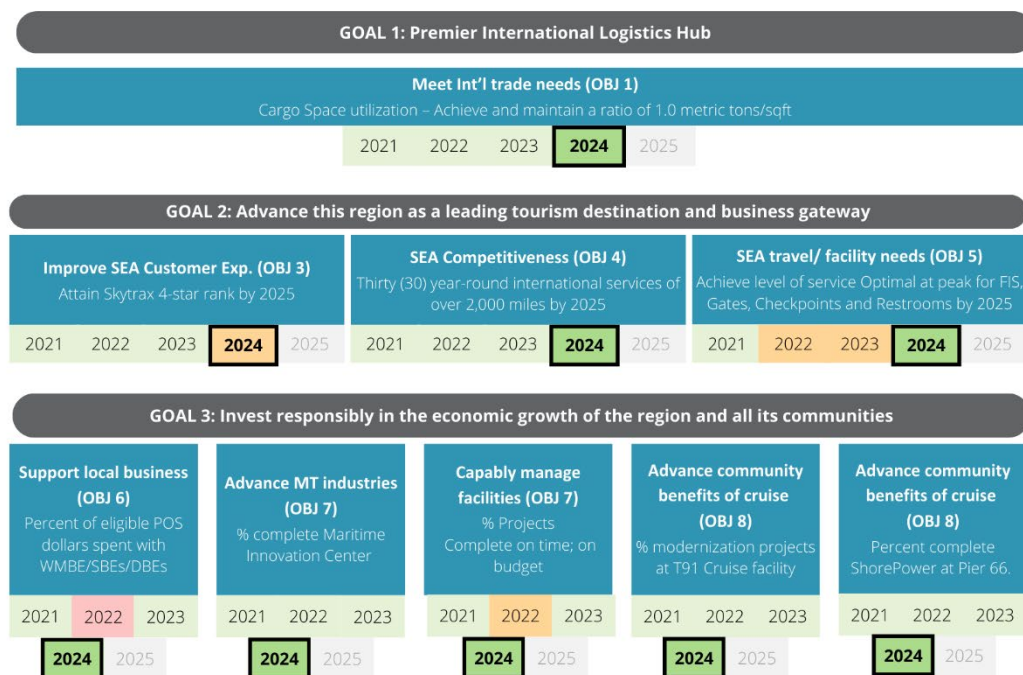 GOAL 1: Premier International Logistics Hub
Meet Int'l trade needs (OBJ 1)
Cargo Space utilization – Achieve and maintain a ratio of 1.0 metric tons/sqft
2021 2022 2023 2024 2025
GOAL 2: Advance this region as a leading tourism destination and business gateway
Improve SEA Customer Exp. (OBJ 3)
Attain Skytrax 4-star rank by 2025
2021 2022 2023 2024 2025
SEA Competitiveness (OBJ 4)
Thirty (30) year-round international services of
over 2,000 miles by 2025
2021 2022 2023 2024 2025
SEA travel/ facility needs (OBJ 5)
Achieve level of service Optimal at peak for FIS,
Gates, Checkpoints and Restrooms by 2025
2021 2022 2023 2024 2025
GOAL 3: Invest responsibly in the economic growth of the region and all its communities
Support local business
(OBJ 6)
Percent of eligible POS
dollars spent with
WMBE/SBEs/DBEs
2021 2022 2023
2024 2025
Advance MT industries
(OBJ 7)
% complete Maritime
Innovation Center
2021 2022 2023
2024 2025
Capably manage
facilities (OBJ 7)
% Projects
Complete on time; on
budget
2021 2022 2023
2024 2025
Advance community
benefits of cruise
(OBJ 8)
% modernization projects
at T91 Cruise facility
2021 2022 2023
2024 2025
Advance community
benefits of cruise
(OBJ 8)
Percent complete
ShorePower at Pier 66.
2021 2022 2023
2024 2025